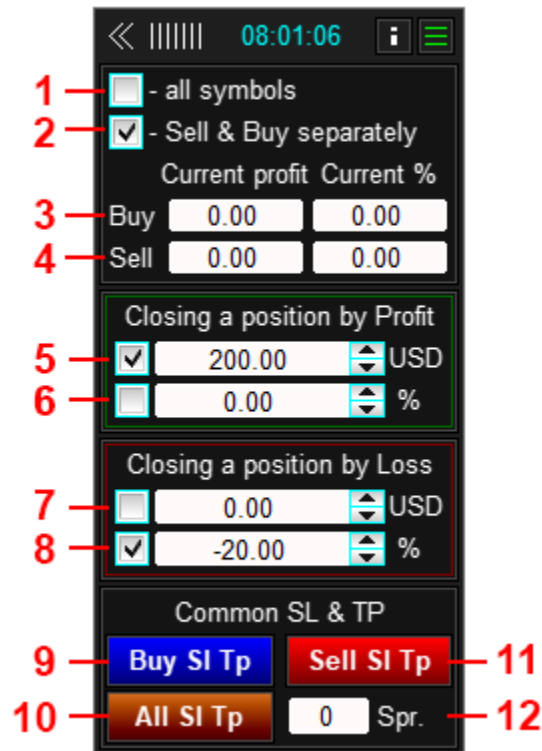 08:01:06 i
1 - all symbols
2 - Sell & Buy separately
Current profit Current %
3 Buy 0.00 0.00
4 Sell 0.00 0.00
Closing a position by Profit
5 200.00 USD
6 0.00 %
Closing a position by Loss
7 0.00 USD
8 -20.00 %
Common SL & TP
9 Buy Sl Tp Sell Sl Tp 11
10 All Sl Tp 0 Spr. 12